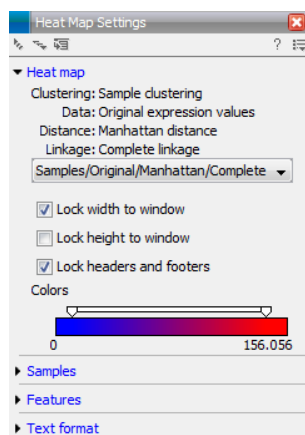 Heat Map Settings
?
Heat map
Clustering: Sample clustering
Data: Original expression values
Distance: Manhattan distance
Linkage: Complete linkage
Samples/Original/Manhattan/Complete
Lock width to window
Lock height to window
Lock headers and footers
Colors
0 156.056
Samples
Features
Text format